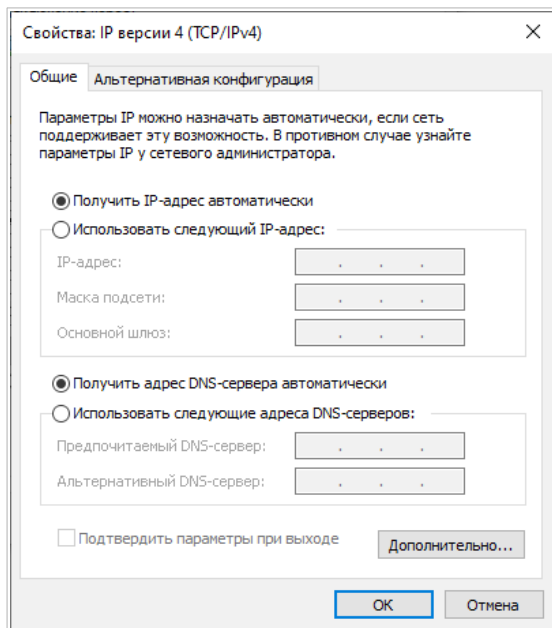 Свойства: IP версии 4 (TCP/IPv4)
Общие
Альтернативная конфигурация
Параметры IP можно назначать автоматически, если сеть
поддерживает эту возможность. В противном случае узнайте
параметры IP у сетевого администратора.
Получить IP-адрес автоматически
Использовать следующий IP-адрес:
IP-адрес:
Маска подсети:
Основной шлюз:
Получить адрес DNS-сервера автоматически
Использовать следующие адреса DNS-серверов:
Предпочитаемый DNS-сервер:
Альтернативный DNS-сервер:
Подтвердить параметры при выходе
Дополнительно...
ОК
Отмена